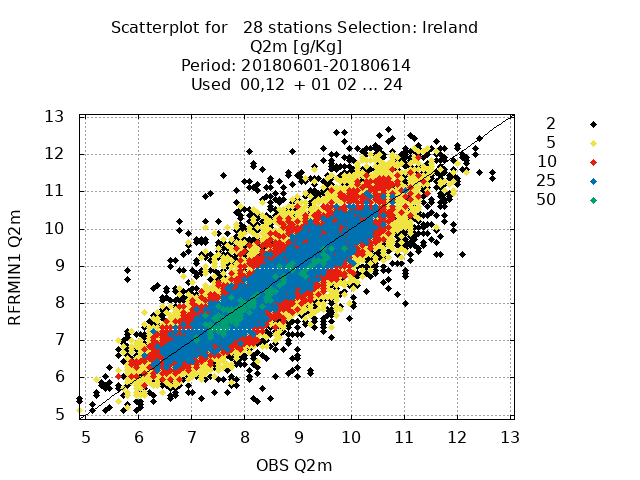 Scatterplot for   28 stations Selection: Ireland
Q2m [g/Kg]
Period: 20180601-20180614
Used  00,12  + 01 02 ... 24
2
5
10
25
50
13
12
11
10
9
8
7
6
5
RFRMIN1 Q2m
5 6 7 8 9 10 11 12 13
OBS Q2m